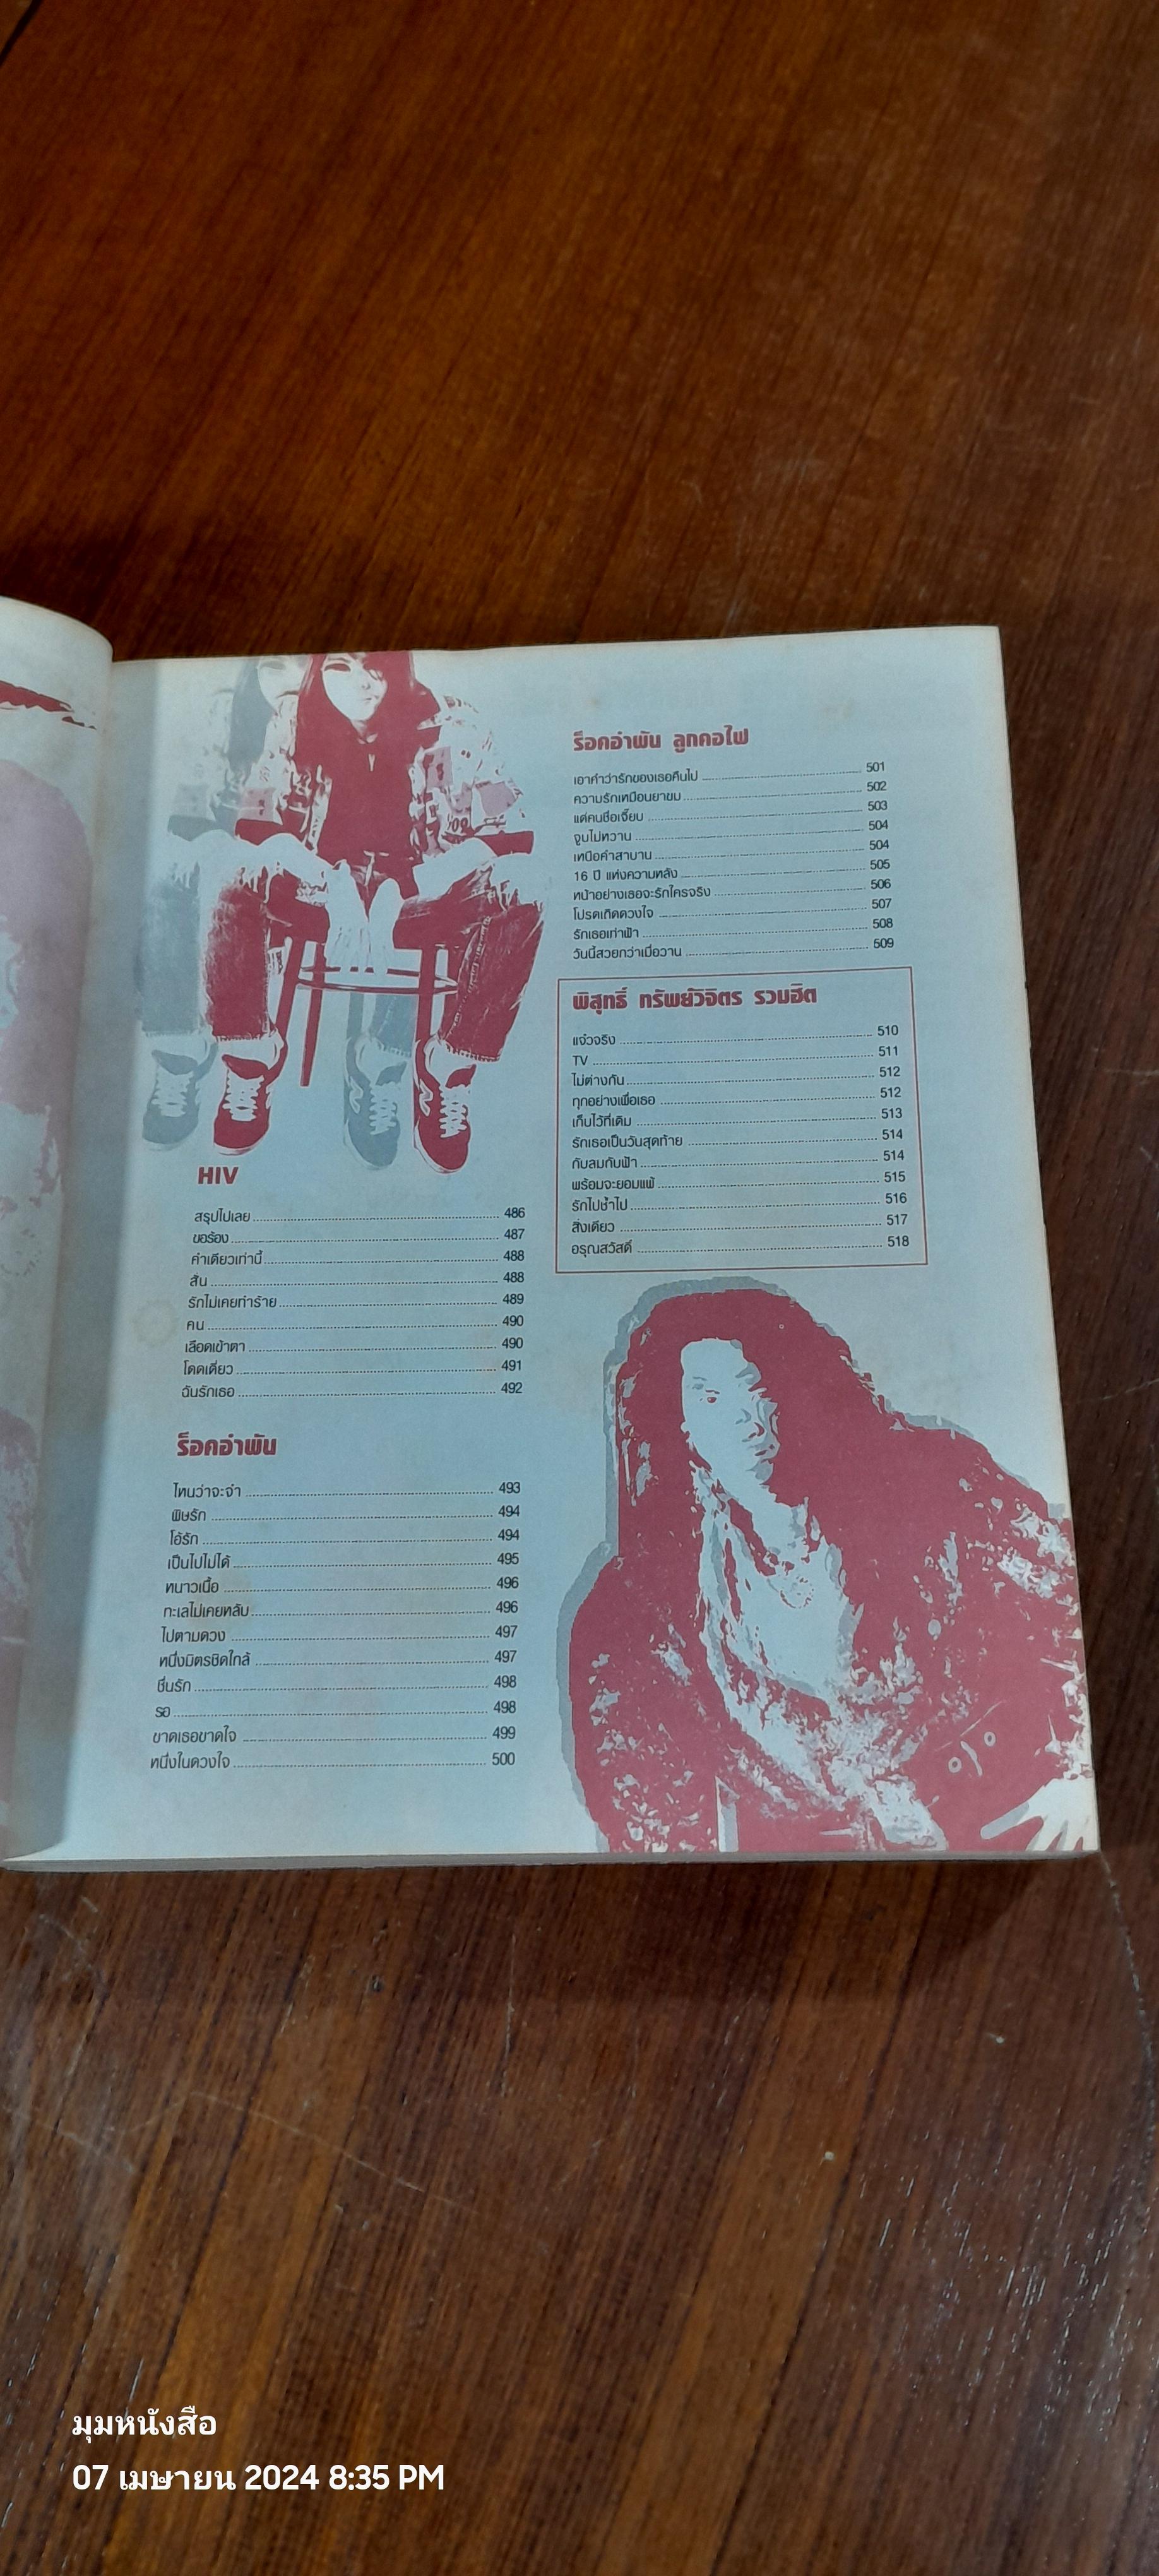 HIV
สรุปไปเลย 486
ขอร้อง 487
คำเดียวเท่านี้ 488
สั่น 488
รักไม่เคยทำร้าย 489
คน 490
เลือดเข้าตา 490
โดดเดี่ยว 491
ฉันรักเธอ 492
ร็อคอำพัน
ไหนว่าจะจำ 493
พิษรัก 494
โอ้รัก 494
เป็นไปไม่ได้ 495
หนาวเนื้อ 496
ทะเลไม่เคยหลับ 496
ไปตามดวง 497
หนึ่งมิตรชิดใกล้ 497
ชื่นรัก 498
รอ 498
ขาดเธอขาดใจ 499
หนึ่งในดวงใจ 500
ร็อคอำพัน ลูกคอไฟ
เอาคำว่ารักของเธอคืนไป 501
ความรักเหมือนยาขม 502
แด่คนชื่อเจี๊ยบ 503
จูบไม่หวาน 504
เหนือคำสาบาน 504
16 ปี แห่งความหลัง 505
หน้าอย่างเธอจะรักใครจริง 506
โปรดเถิดดวงใจ 507
รักเธอเท่าฟ้า 508
วันนี้สวยกว่าเมื่อวาน 509
พิสุทธิ์ ทรัพย์วิจิตร รวมฮิต
แจ๋วจริง 510
TV 511
ไม่ต่างกัน 512
ทุกอย่างเพื่อเธอ 512
เก็บไว้ที่เดิม 513
รักเธอเป็นวันสุดท้าย 514
กับลมกับฟ้า 514
พร้อมจะยอมแพ้ 515
รักไปช้ำไป 516
สิ่งเดียว 517
อรุณสวัสดิ์ 518
มุมหนังสือ
07 เมษายน 2024 8:35 PM